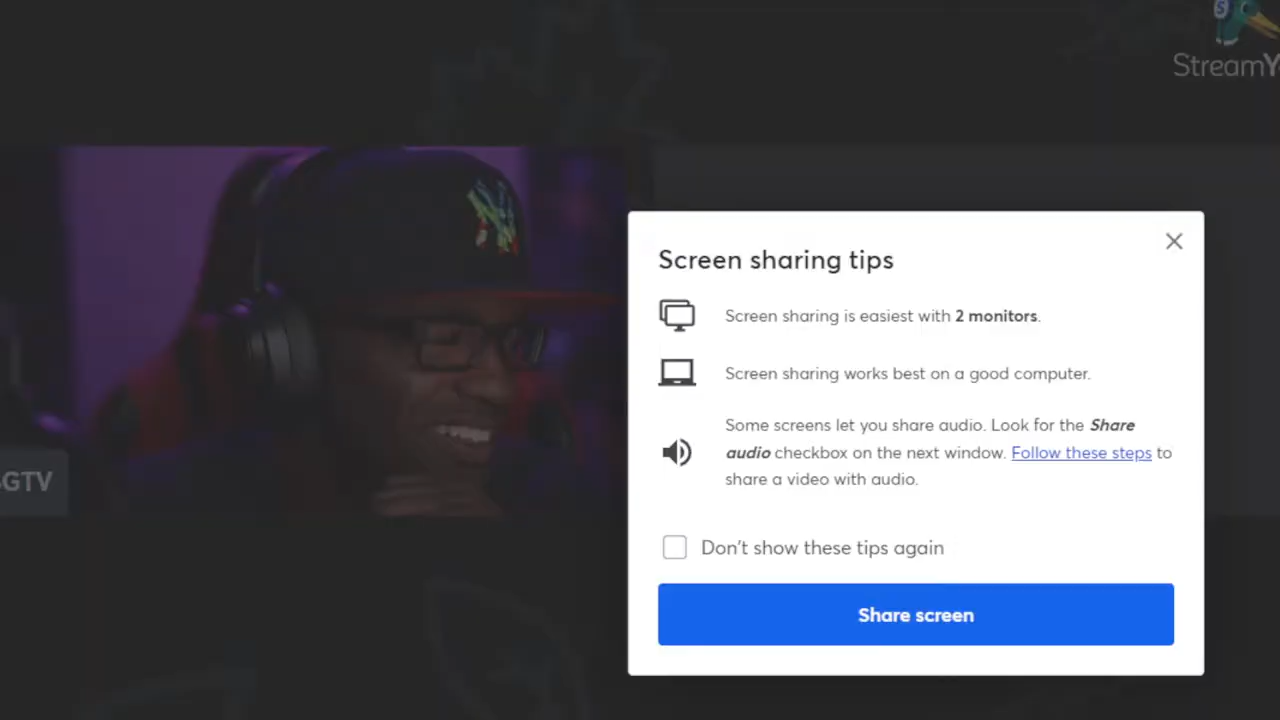 StreamY
Screen sharing tips
Screen sharing is easiest with 2 monitors.
Screen sharing works best on a good computer.
Some screens let you share audio. Look for the Share
audio checkbox on the next window. Follow these steps to
share a video with audio.
GTV
Don't show these tips again
Share screen